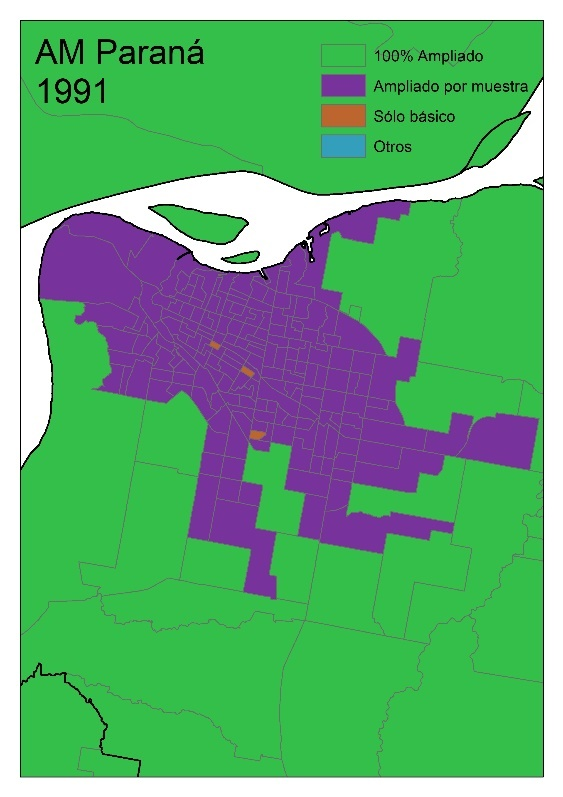 AM Paraná
1991
100% Ampliado
Ampliado por muestra
Sólo básico
Otros